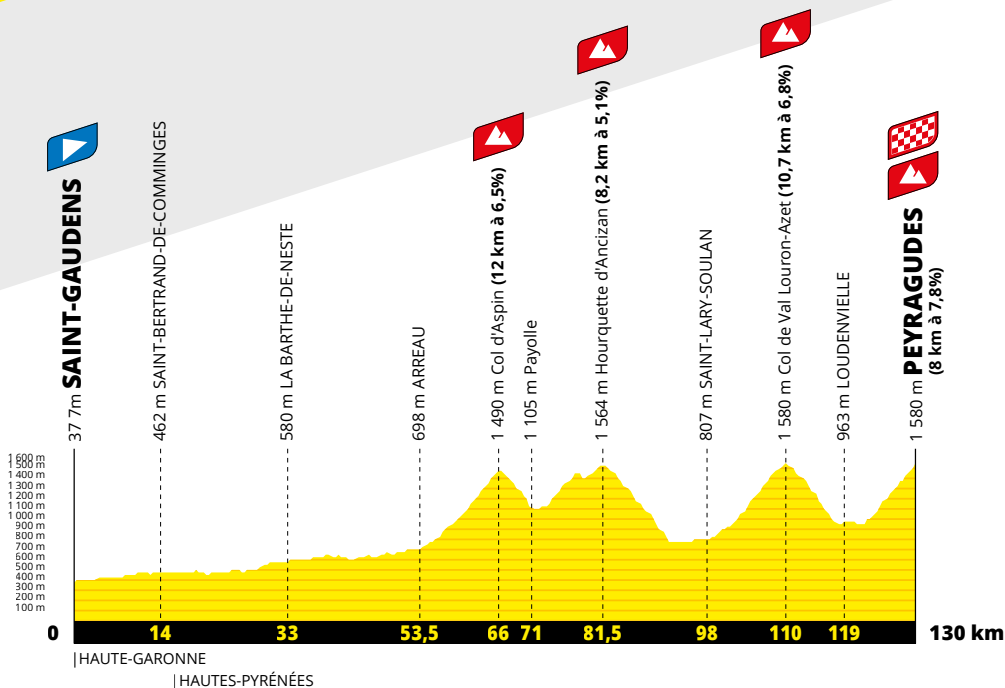 37 7m SAINT-GAUDENS
462 m SAINT-BERTRAND-DE-COMMINGES
580 m LA BARTHE-DE-NESTE
698 m ARREAU
1 490 m Col d'Aspin (12 km à 6,5%)
1 105 m Payolle
1 564 m Hourquette d'Ancizan (8,2 km à 5,1%)
807 m SAINT-LARY-SOULAN
1 580 m Col de Val Louron-Azet (10,7 km à 6,8%)
963 m LOUDENVIELLE
1 580 m PEYRAGUDES
(8 km à 7,8%)
1 600 m
1 500 m
1 400 m
1 300 m
1 200 m
1 100 m
1 000 m
900 m
800 m
700 m
600 m
500 m
400 m
300 m
200 m
100 m
0 14 33 53,5 66 71 81,5 98 110 119 130 km
|HAUTE-GARONNE
|HAUTES-PYRÉNÉES